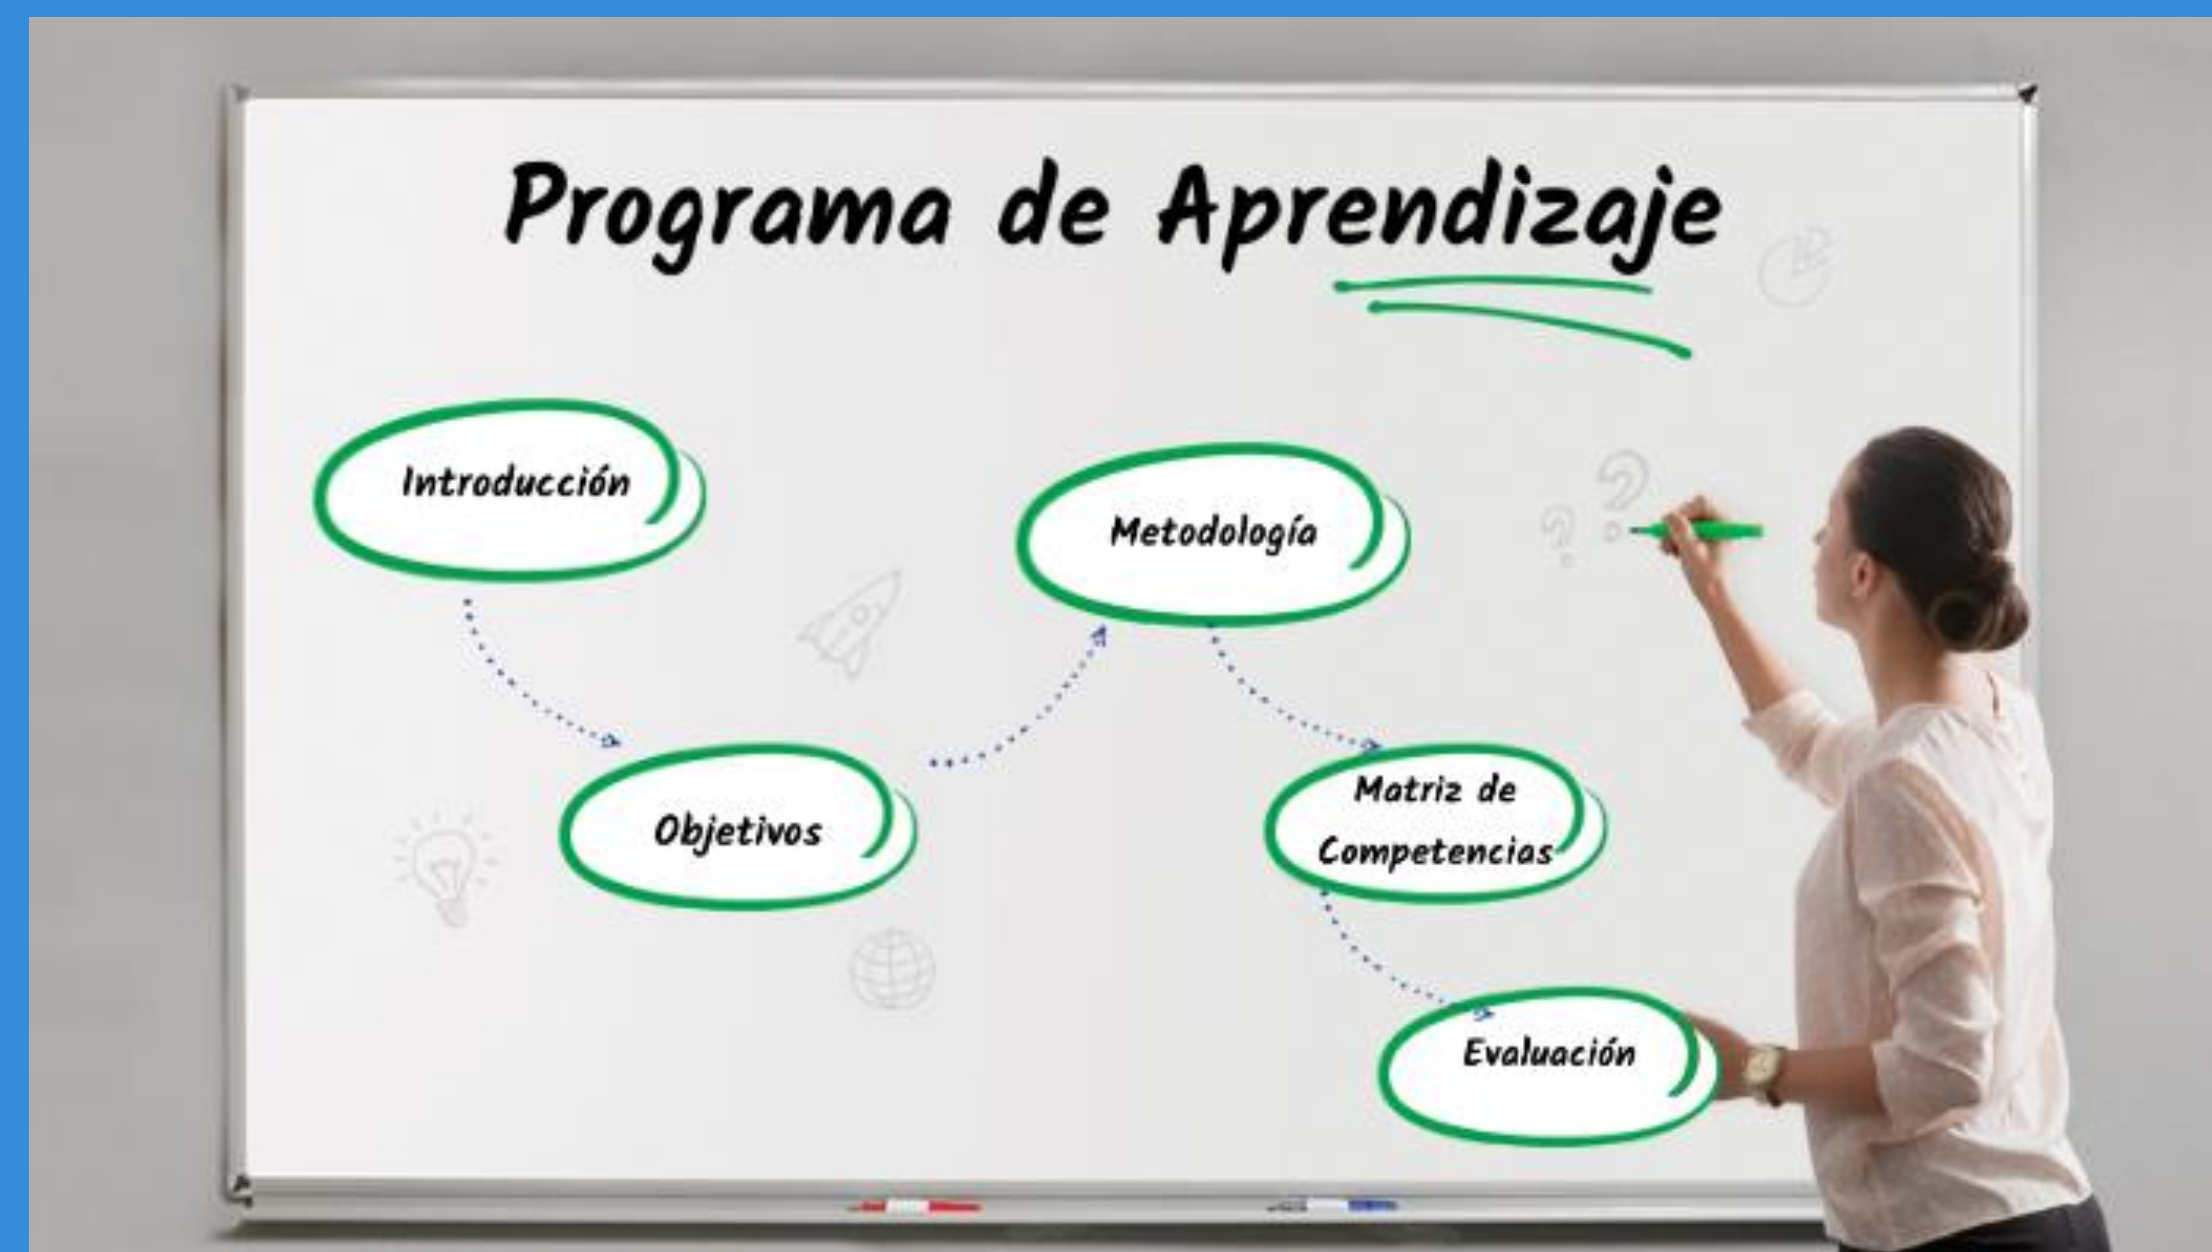 Programa de Aprendizaje
Introducción
Objetivos
Metodología
Matriz de
Competencias
Evaluación